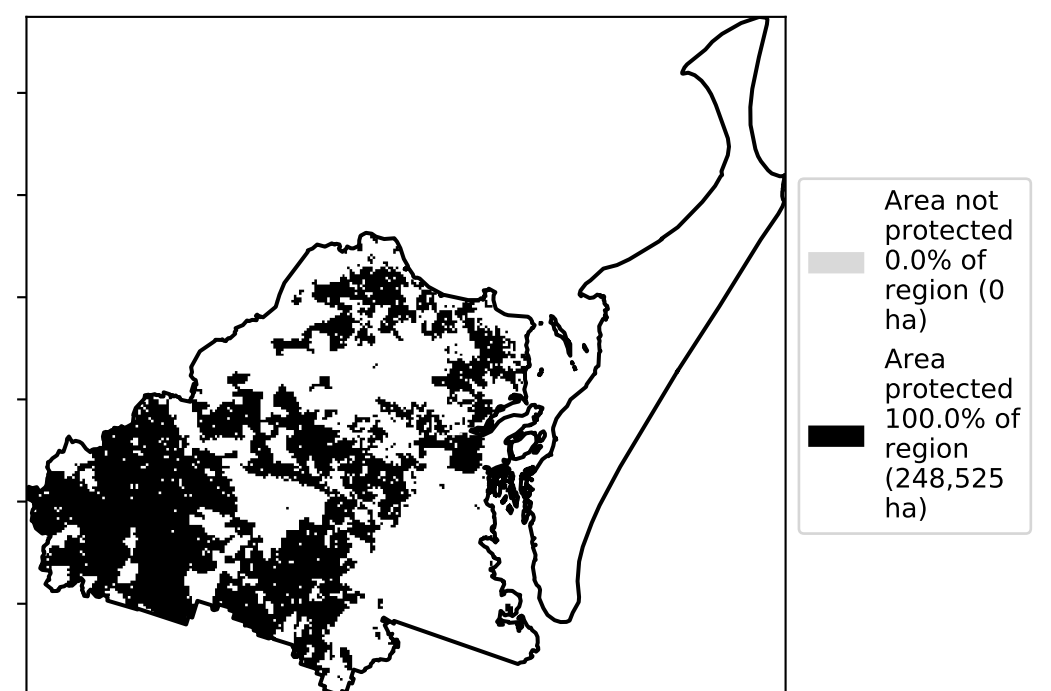 Area not
protected
0.0% of
region (0
ha)
Area
protected
100.0% of
region
(248,525
ha)